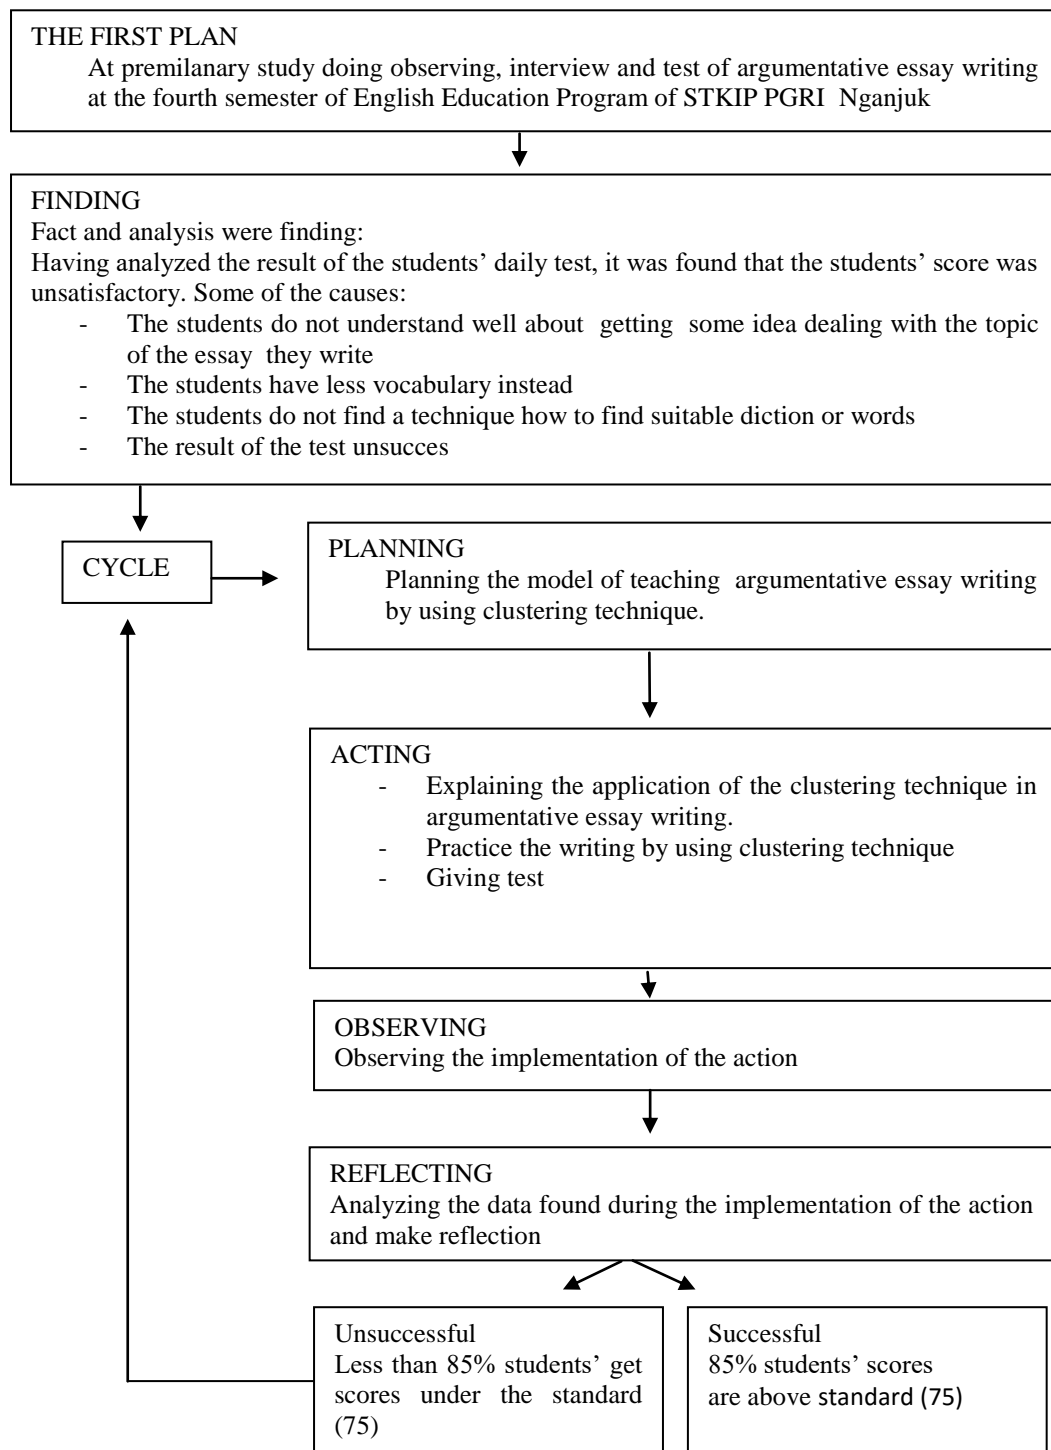 THE FIRST PLAN
At premilanary study doing observing, interview and test of argumentative essay writing
at the fourth semester of English Education Program of STKIP PGRI Nganjuk
FINDING
Fact and analysis were finding:
Having analyzed the result of the students’ daily test, it was found that the students’ score was
unsatisfactory. Some of the causes:
- The students do not understand well about getting some idea dealing with the topic
of the essay they write
- The students have less vocabulary instead
- The students do not find a technique how to find suitable diction or words
- The result of the test unsucces
CYCLE
PLANNING
Planning the model of teaching argumentative essay writing
by using clustering technique.
ACTING
- Explaining the application of the clustering technique in
argumentative essay writing.
- Practice the writing by using clustering technique
- Giving test
OBSERVING
Observing the implementation of the action
REFLECTING
Analyzing the data found during the implementation of the action
and make reflection
Unsuccessful
Less than 85% students’ get
scores under the standard
(75)
Successful
85% students’ scores
are above standard (75)